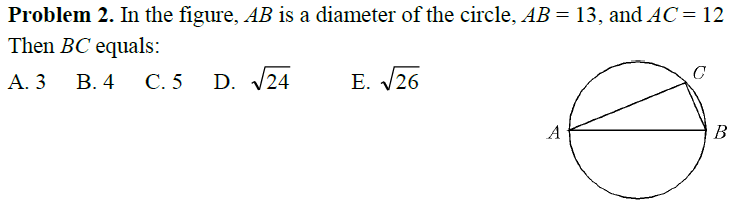 Problem 2. In the figure, AB is a diameter of the circle, AB = 13, and AC = 12
Then BC equals:
A. 3 B. 4 C. 5 D. √24 E. √26
C
A B